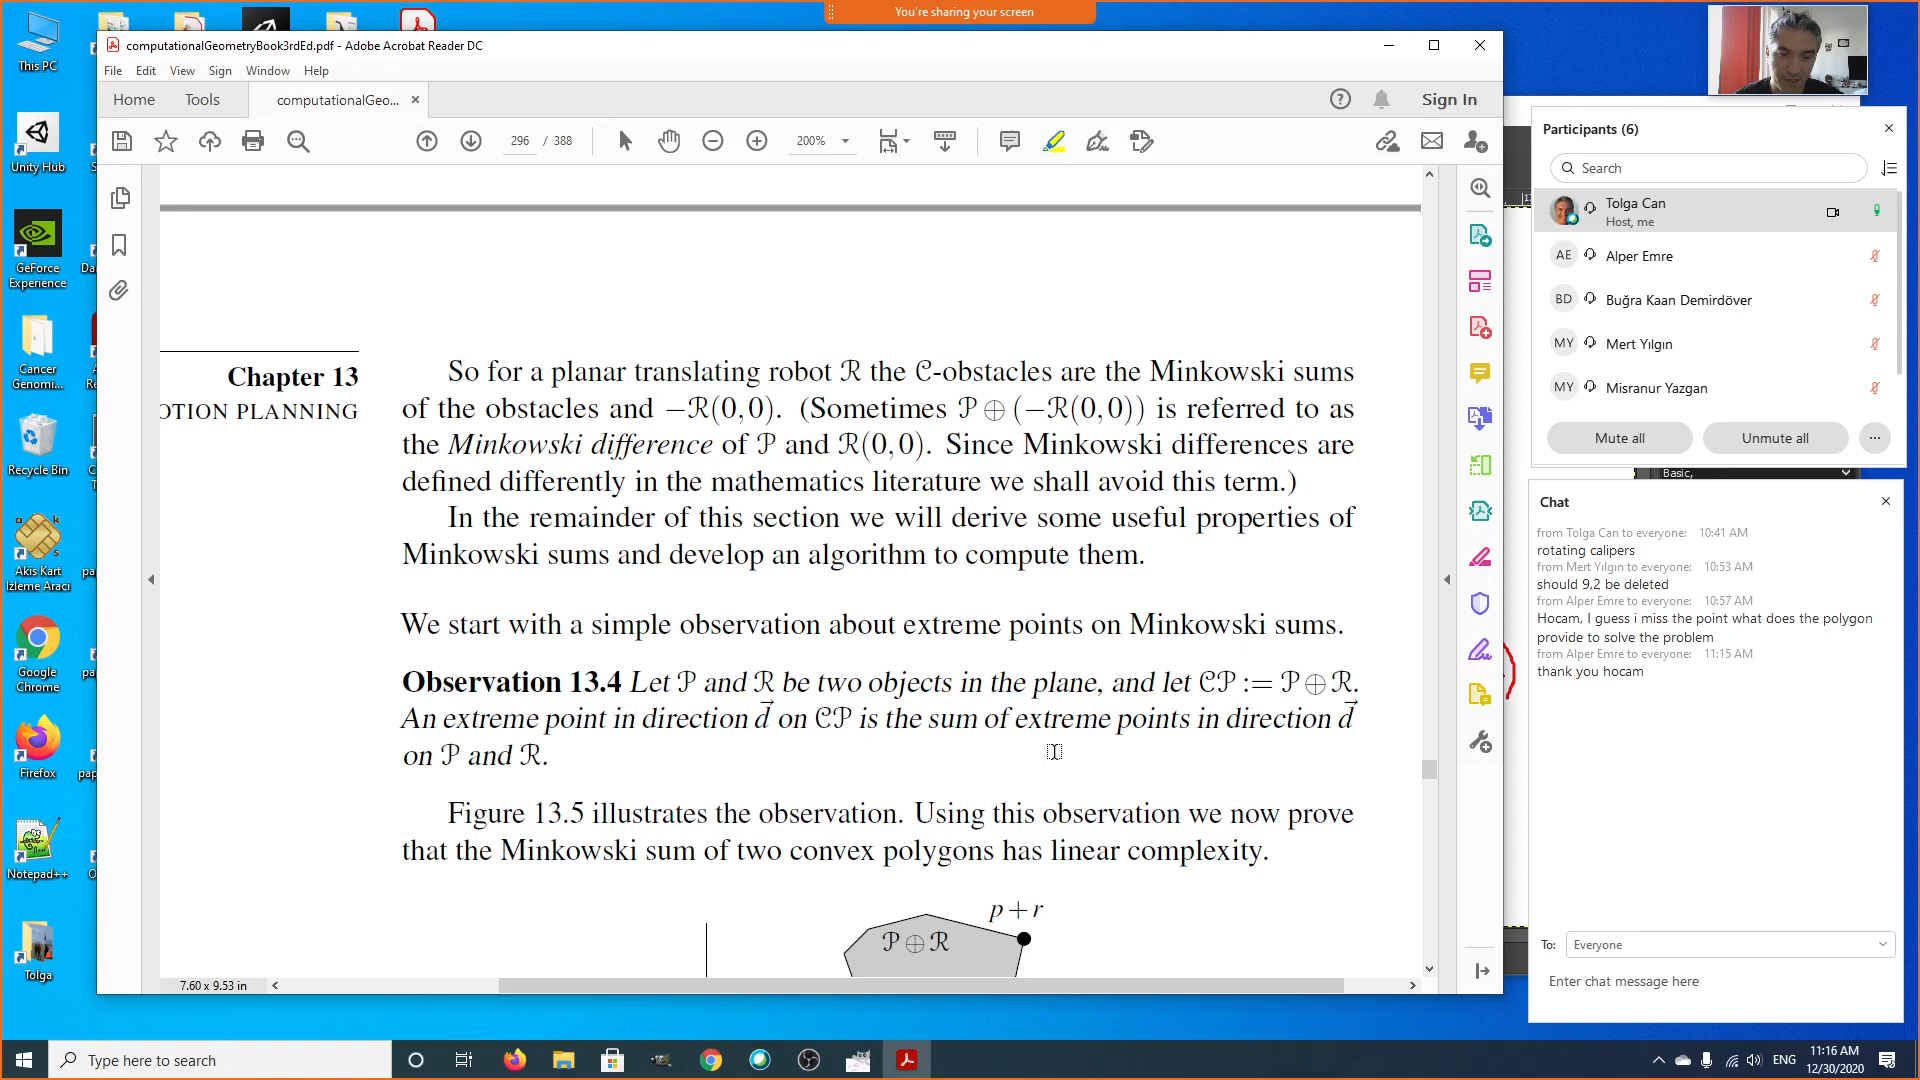 You're sharing your screen
This PC
Unity Hub
GeForce
Experience
Cancer
Genomi...
Recycle Bin
Akis Kart
Izleme Araci
Google
Chrome
Firefox
Notepad++
Tolga
computationalGeometryBook3rdEd.pdf - Adobe Acrobat Reader DC
File Edit View Sign Window Help
Home Tools computationalGeo... × Sign In
296 / 388 200%
Chapter 13
OTION PLANNING
So for a planar translating robot ℛ the 𝒞-obstacles are the Minkowski sums
of the obstacles and −ℛ(0,0). (Sometimes 𝒫⊕(−ℛ(0,0)) is referred to as
the Minkowski difference of 𝒫 and ℛ(0,0). Since Minkowski differences are
defined differently in the mathematics literature we shall avoid this term.)
In the remainder of this section we will derive some useful properties of
Minkowski sums and develop an algorithm to compute them.
We start with a simple observation about extreme points on Minkowski sums.
Observation 13.4 Let 𝒫 and ℛ be two objects in the plane, and let 𝒞𝒫 := 𝒫⊕ℛ.
An extreme point in direction d⃗ on 𝒞𝒫 is the sum of extreme points in direction d⃗
on 𝒫 and ℛ.
Figure 13.5 illustrates the observation. Using this observation we now prove
that the Minkowski sum of two convex polygons has linear complexity.
p+r
𝒫⊕ℛ
7.60 x 9.53 in
Participants (6)
Search
Tolga Can
Host, me
AE Alper Emre
BD Buğra Kaan Demirdöver
MY Mert Yılgın
MY Misranur Yazgan
Mute all Unmute all ...
Basic,
Chat
from Tolga Can to everyone: 10:41 AM
rotating calipers
from Mert Yılgın to everyone: 10:53 AM
should 9,2 be deleted
from Alper Emre to everyone: 10:57 AM
Hocam, I guess i miss the point what does the polygon
provide to solve the problem
from Alper Emre to everyone: 11:15 AM
thank you hocam
To: Everyone
Enter chat message here
Type here to search
ENG
11:16 AM
12/30/2020